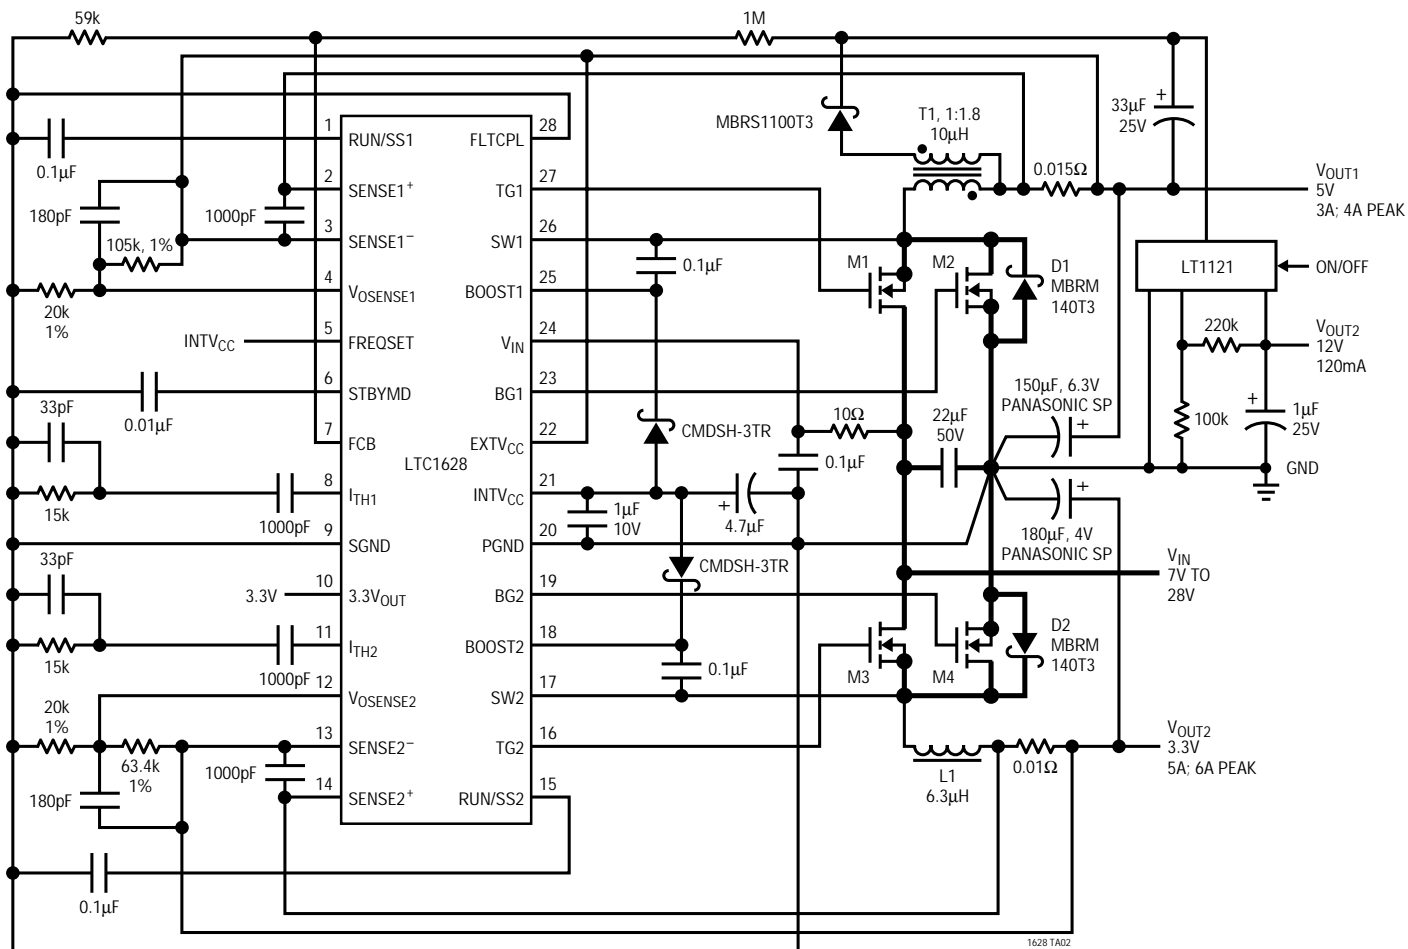 59k
1M
MBRS1100T3
T1, 1:1.8
10µH
33µF
25V
+
0.015Ω
VOUT1
5V
3A; 4A PEAK
1
RUN/SS1
FLTCPL
28
0.1µF
2
SENSE1+
TG1
27
180pF
1000pF
3
SENSE1−
SW1
26
105k, 1%
0.1µF
M1
M2
D1
MBRM
140T3
LT1121
ON/OFF
4
VOSENSE1
BOOST1
25
20k
1%
INTVCC
5
FREQSET
VIN
24
220k
VOUT2
12V
120mA
6
STBYMD
BG1
23
33pF
0.01µF
150µF, 6.3V
PANASONIC SP
+
100k
+
1µF
25V
7
FCB
EXTVCC
22
CMDSH-3TR
10Ω
22µF
50V
0.1µF
LTC1628
GND
8
ITH1
INTVCC
21
15k
1000pF
1µF
10V
+
4.7µF
+
180µF, 4V
PANASONIC SP
9
SGND
PGND
20
33pF
CMDSH-3TR
VIN
7V TO
28V
3.3V
10
3.3VOUT
BG2
19
11
ITH2
BOOST2
18
15k
1000pF
0.1µF
M3
M4
D2
MBRM
140T3
12
VOSENSE2
SW2
17
20k
1%
13
SENSE2−
TG2
16
63.4k
1%
1000pF
L1
6.3µH
0.01Ω
VOUT2
3.3V
5A; 6A PEAK
180pF
14
SENSE2+
RUN/SS2
15
0.1µF
1628 TA02